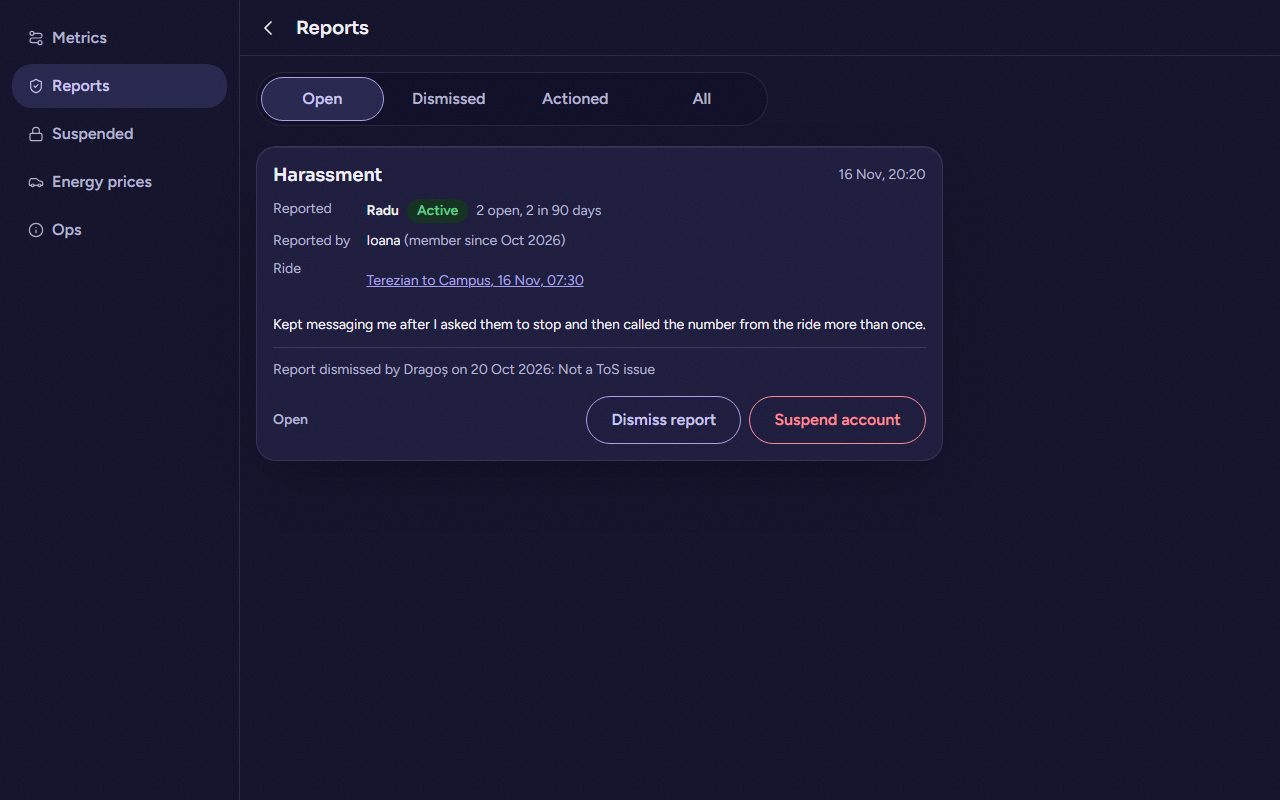 Metrics
Reports
Suspended
Energy prices
Ops
Reports
Open
Dismissed
Actioned
All
Harassment
16 Nov, 20:20
Reported Radu Active 2 open, 2 in 90 days
Reported by Ioana (member since Oct 2026)
Ride
Terezian to Campus, 16 Nov, 07:30
Kept messaging me after I asked them to stop and then called the number from the ride more than once.
Report dismissed by Dragoș on 20 Oct 2026: Not a ToS issue
Open
Dismiss report
Suspend account